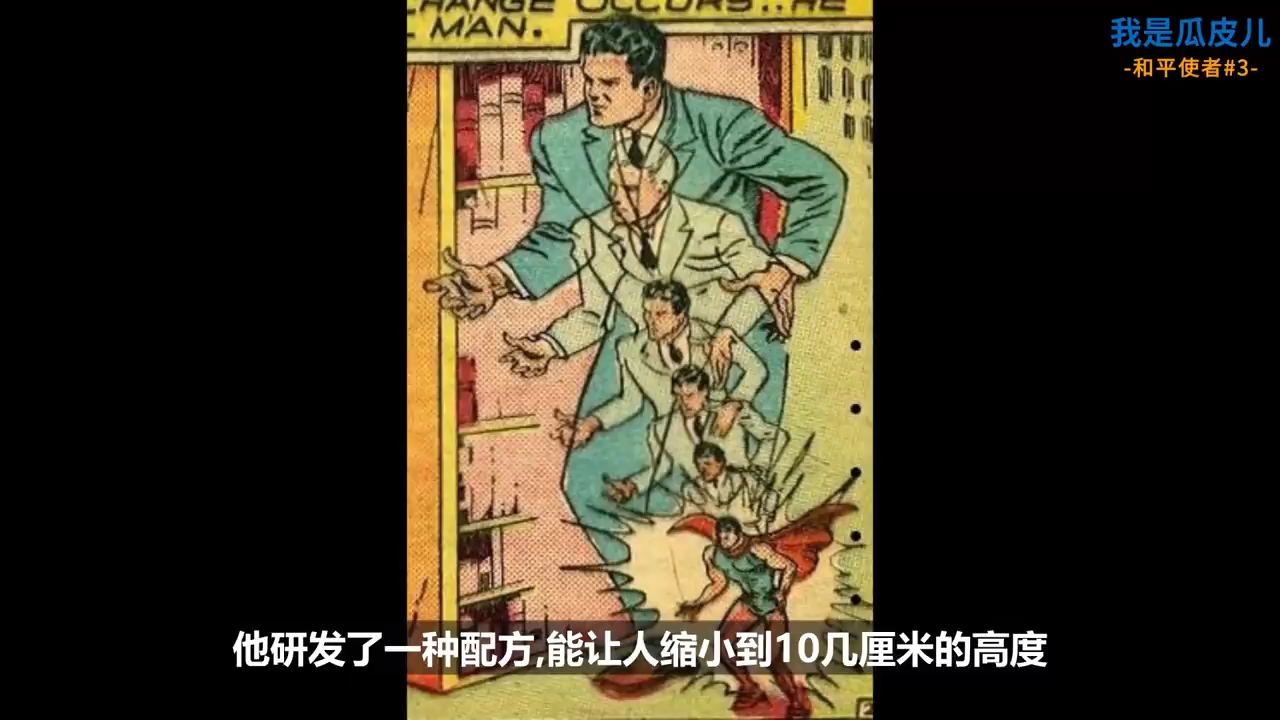 CHANGE OCCURS..HE
MAN.
我是瓜皮儿
-和平使者#3-
他研发了一种配方,能让人缩小到10几厘米的高度